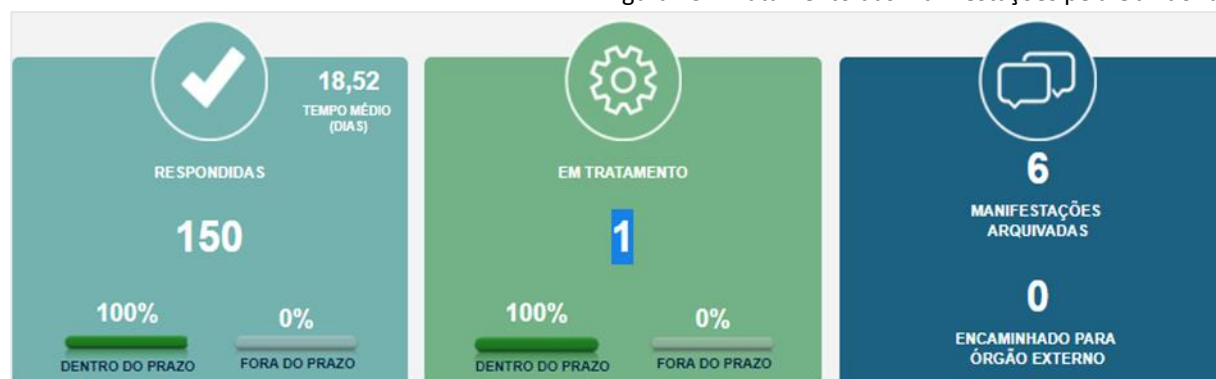 18,52
TEMPO MÉDIO
(DIAS)
RESPONDIDAS
150
100%
0%
DENTRO DO PRAZO
FORA DO PRAZO
EM TRATAMENTO
1
100%
0%
DENTRO DO PRAZO
FORA DO PRAZO
6
MANIFESTAÇÕES
ARQUIVADAS
0
ENCAMINHADO PARA
ÓRGÃO EXTERNO